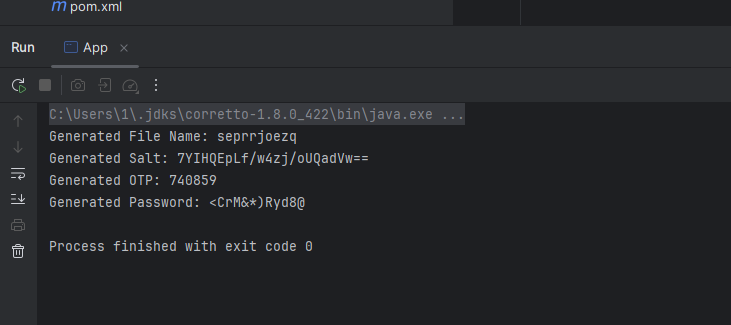 m pom.xml
Run App
C:\Users\1\.jdks\corretto-1.8.0_422\bin\java.exe ...
Generated File Name: seprrjoezq
Generated Salt: 7YIHQEpLf/w4zj/oUQadVw==
Generated OTP: 740859
Generated Password: <CrM&*)Ryd8@
Process finished with exit code 0